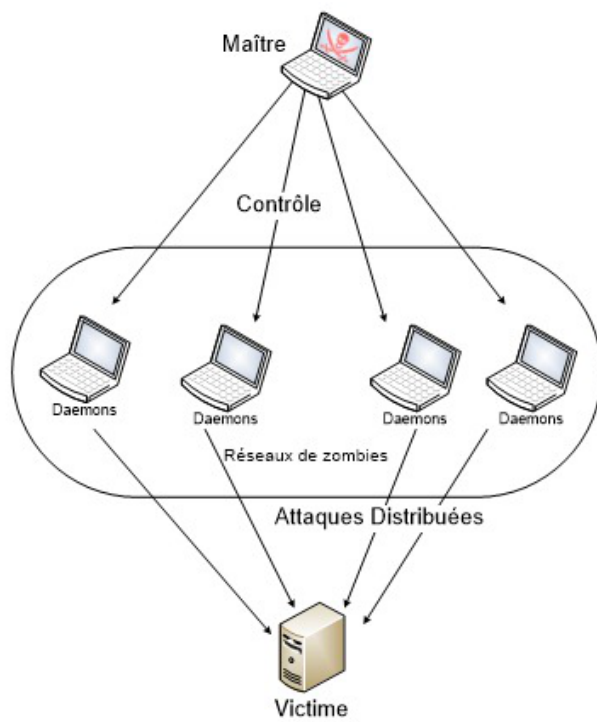 Maître
Contrôle
Daemons
Daemons
Daemons
Daemons
Réseaux de zombies
Attaques Distribuées
Victime